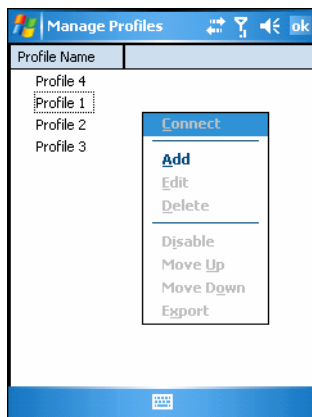 Manage Profiles ok
Profile Name
Profile 4
Profile 1
Profile 2
Profile 3
Connect
Add
Edit
Delete
Disable
Move Up
Move Down
Export